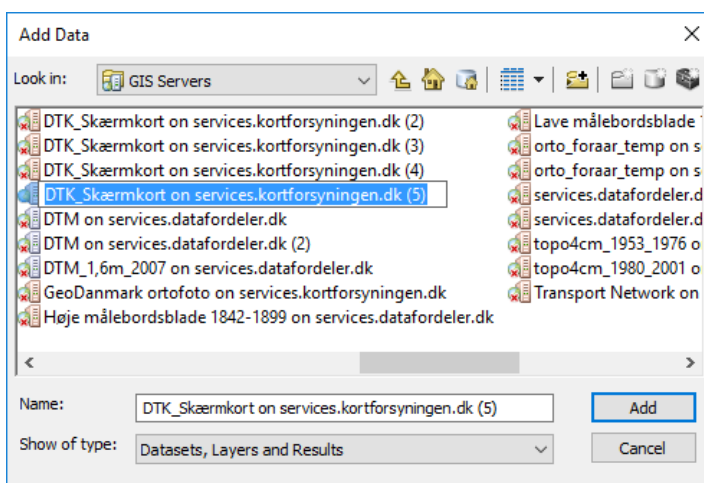 Add Data
Look in:
GIS Servers
DTK_Skærmkort on services.kortforsyningen.dk (2)
DTK_Skærmkort on services.kortforsyningen.dk (3)
DTK_Skærmkort on services.kortforsyningen.dk (4)
DTK_Skærmkort on services.kortforsyningen.dk (5)
DTM on services.datafordeler.dk
DTM on services.datafordeler.dk (2)
DTM_1,6m_2007 on services.datafordeler.dk
GeoDanmark ortofoto on services.kortforsyningen.dk
Høje målebordsblade 1842-1899 on services.datafordeler.dk
Lave målebordsblade
orto_foraar_temp on s
orto_foraar_temp on s
services.datafordeler.d
services.datafordeler.d
topo4cm_1953_1976 o
topo4cm_1980_2001 o
Transport Network on
Name:
DTK_Skærmkort on services.kortforsyningen.dk (5)
Add
Show of type:
Datasets, Layers and Results
Cancel